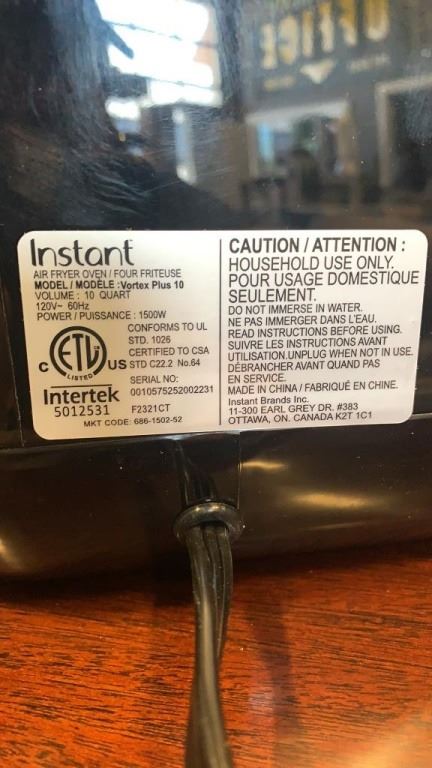 OFFICE
Instant
AIR FRYER OVEN / FOUR FRITEUSE
MODEL / MODÈLE : Vortex Plus 10
VOLUME : 10 QUART
120V~ 60Hz
POWER / PUISSANCE : 1500W
CONFORMS TO UL
STD. 1026
CERTIFIED TO CSA
STD C22.2 No.64
C ETL US
LISTED
Intertek
5012531
SERIAL NO:
0010575252002231
F2321CT
MKT CODE: 686-1502-52
CAUTION / ATTENTION :
HOUSEHOLD USE ONLY.
POUR USAGE DOMESTIQUE
SEULEMENT.
DO NOT IMMERSE IN WATER.
NE PAS IMMERGER DANS L'EAU.
READ INSTRUCTIONS BEFORE USING.
SUIVRE LES INSTRUCTIONS AVANT
UTILISATION.UNPLUG WHEN NOT IN USE.
DÉBRANCHER AVANT QUAND PAS
EN SERVICE.
MADE IN CHINA / FABRIQUÉ EN CHINE.
Instant Brands Inc.
11-300 EARL GREY DR. #383
OTTAWA, ON. CANADA K2T 1C1